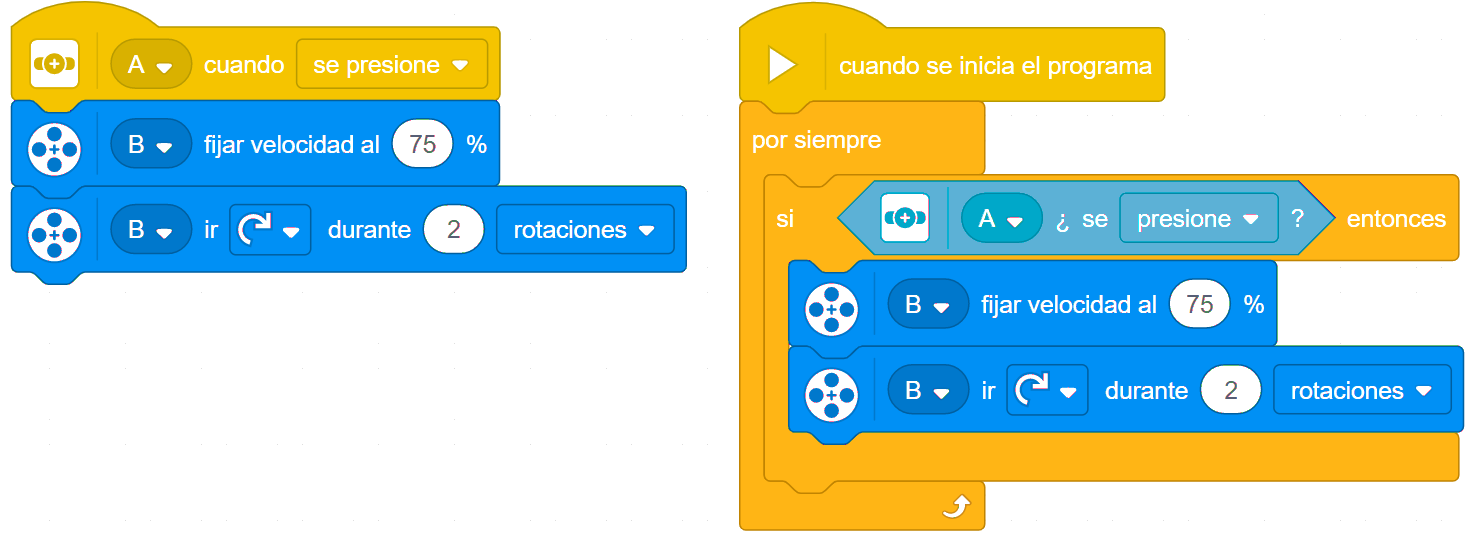 A cuando se presione
B fijar velocidad al 75 %
B ir durante 2 rotaciones
cuando se inicia el programa
por siempre
si A ¿ se presione ? entonces
B fijar velocidad al 75 %
B ir durante 2 rotaciones